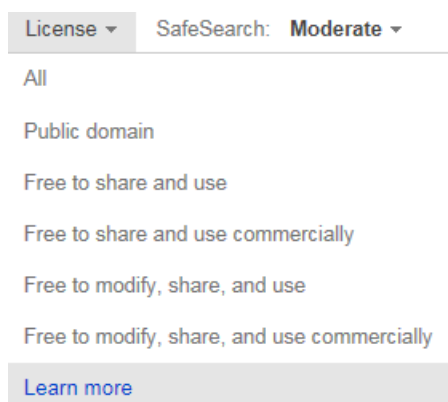 License SafeSearch: Moderate
All
Public domain
Free to share and use
Free to share and use commercially
Free to modify, share, and use
Free to modify, share, and use commercially
Learn more